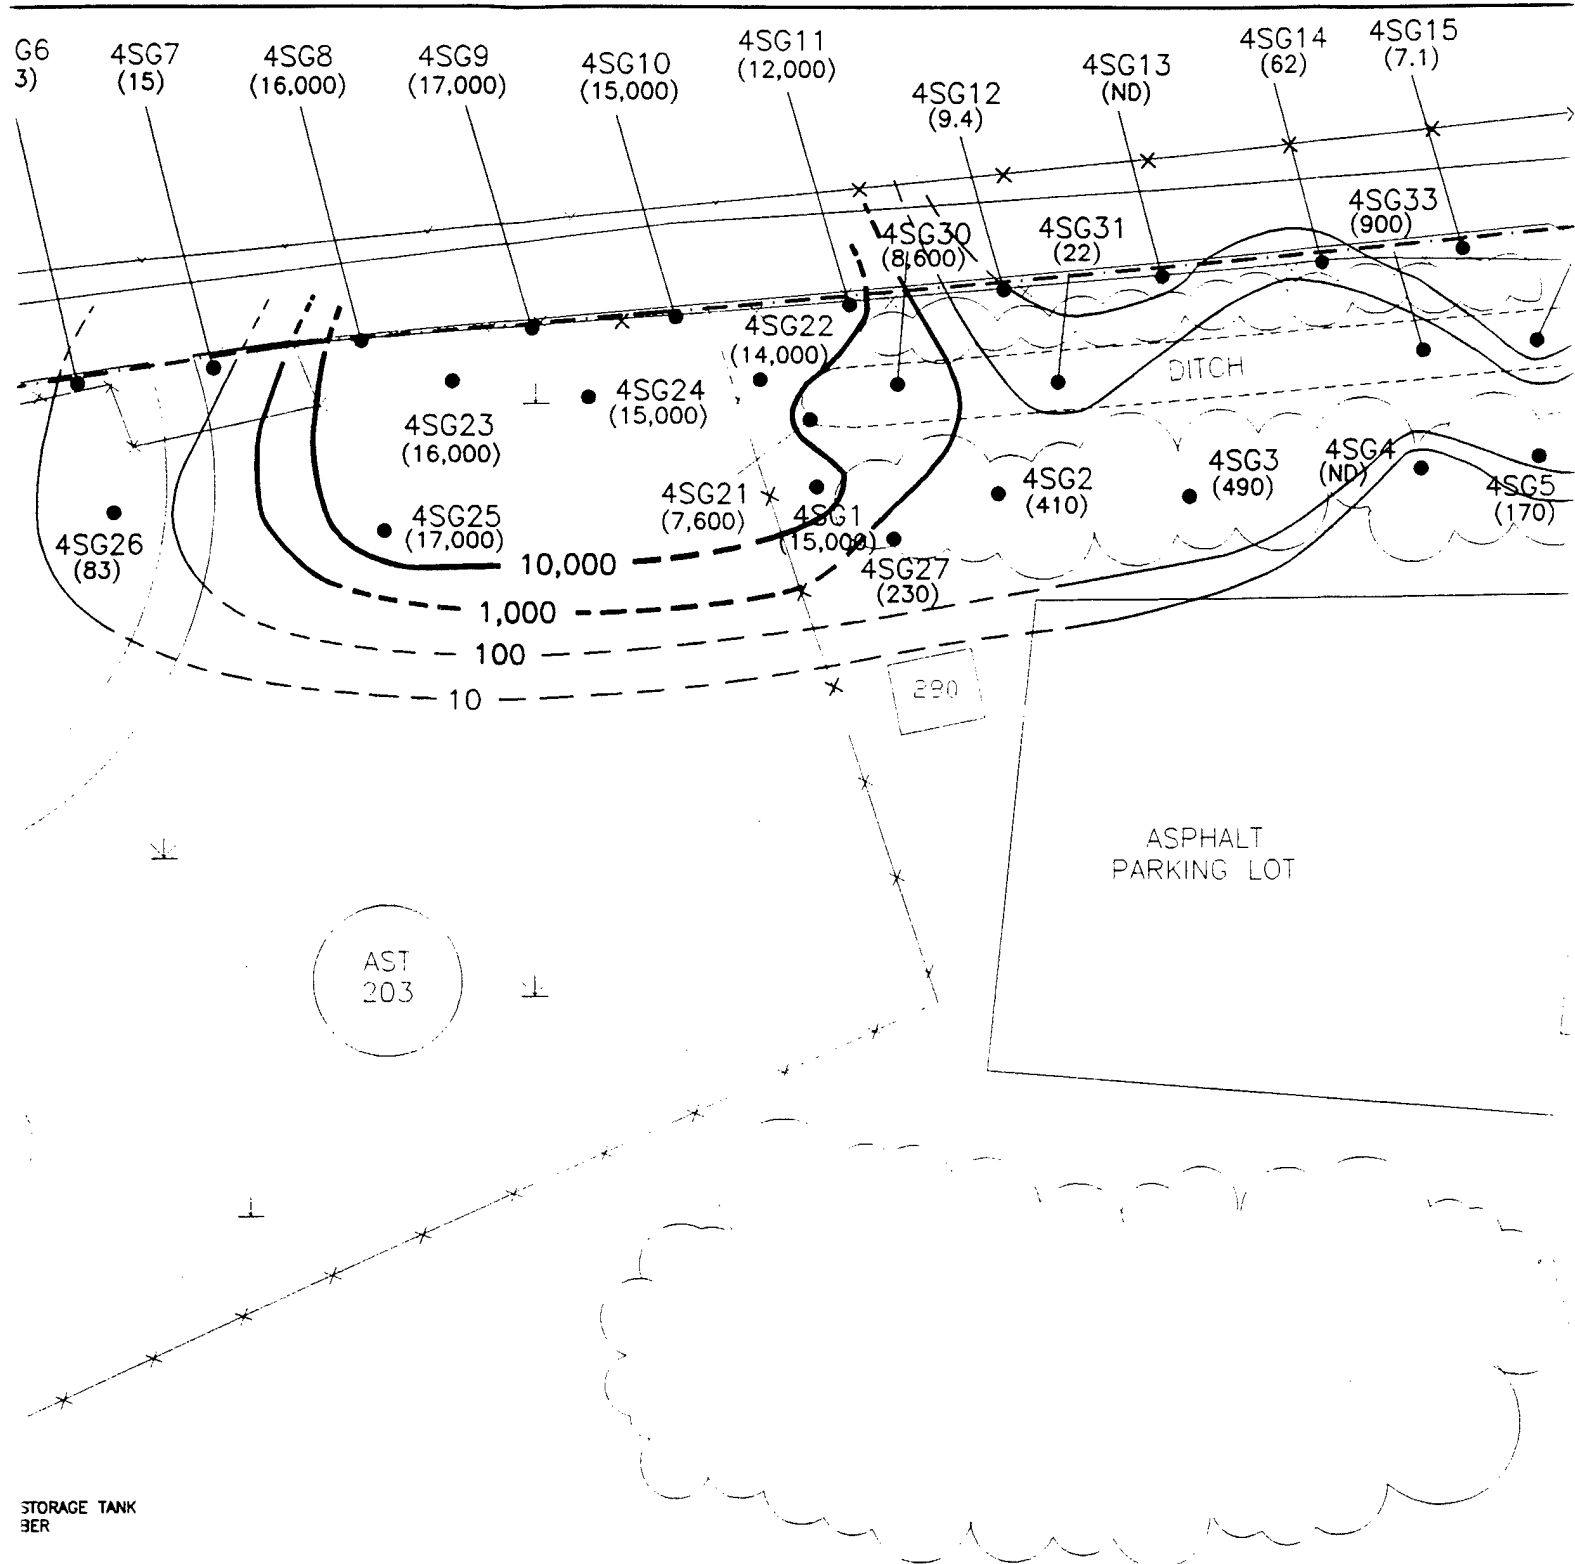 G6
3)
4SG7
(15)
4SG8
(16,000)
4SG9
(17,000)
4SG10
(15,000)
4SG11
(12,000)
4SG12
(9.4)
4SG13
(ND)
4SG14
(62)
4SG15
(7.1)
4SG30
(8,600)
4SG31
(22)
4SG33
(900)
4SG22
(14,000)
DITCH
4SG23
(16,000)
4SG24
(15,000)
4SG21
(7,600)
4SG1
(15,000)
4SG2
(410)
4SG3
(490)
4SG4
(ND)
4SG5
(170)
4SG25
(17,000)
4SG26
(83)
4SG27
(230)
10,000
1,000
100
10
290
ASPHALT
PARKING LOT
AST
203
STORAGE TANK
BER